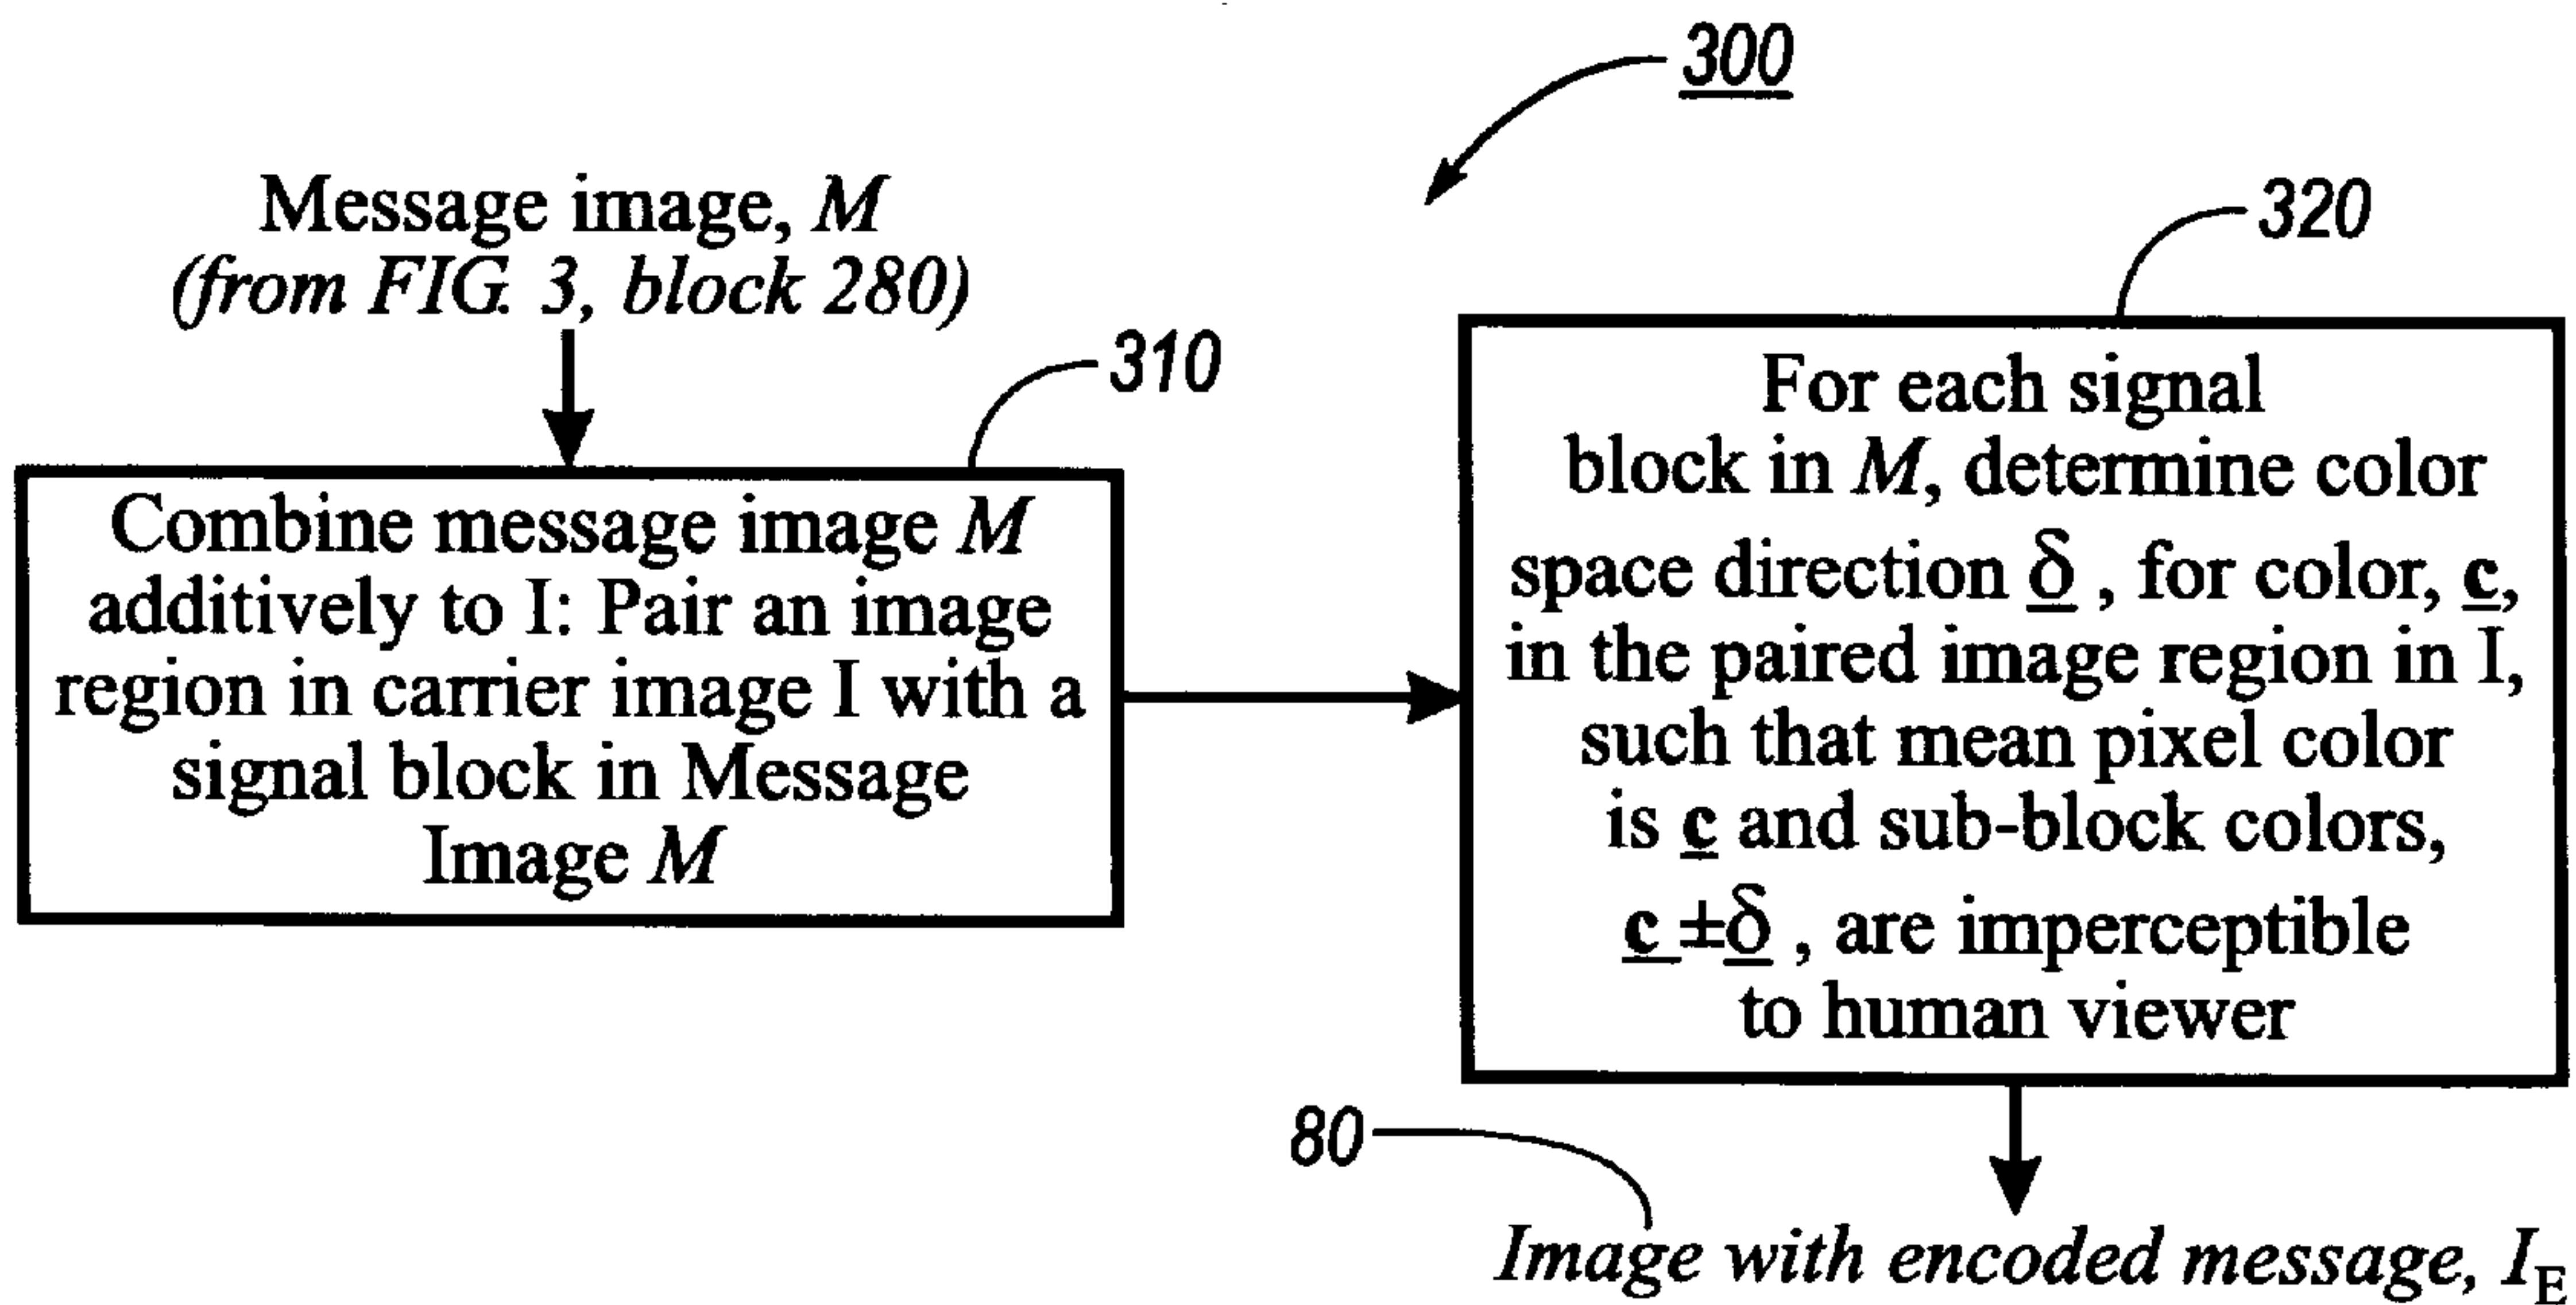 300
Message image, M
(from FIG. 3, block 280)
310
Combine message image M
additively to I: Pair an image
region in carrier image I with a
signal block in Message
Image M
320
For each signal
block in M, determine color
space direction δ , for color, c,
in the paired image region in I,
such that mean pixel color
is c and sub-block colors,
c ±δ , are imperceptible
to human viewer
80
Image with encoded message, IE